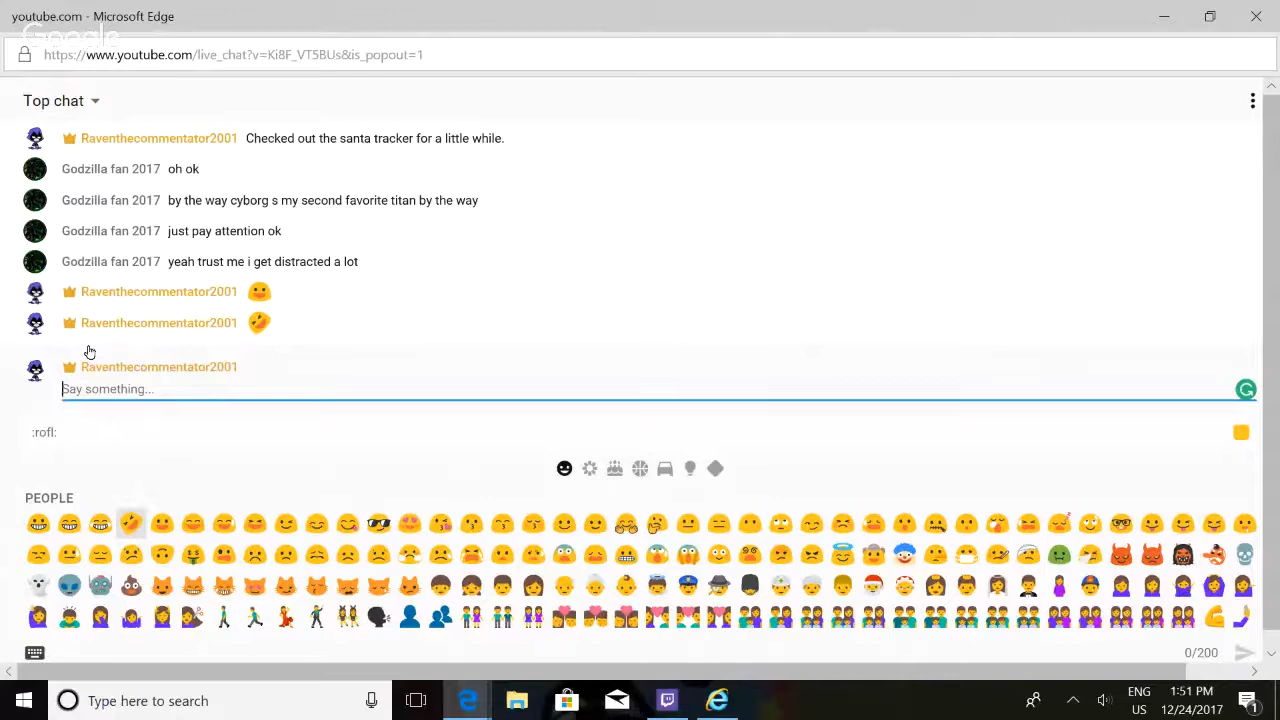 youtube.com - Microsoft Edge
Google
https://www.youtube.com/live_chat?v=Ki8F_VT5BUs&is_popout=1
Top chat
Raventhecommentator2001 Checked out the santa tracker for a little while.
Godzilla fan 2017 oh ok
Godzilla fan 2017 by the way cyborg s my second favorite titan by the way
Godzilla fan 2017 just pay attention ok
Godzilla fan 2017 yeah trust me i get distracted a lot
Raventhecommentator2001
Raventhecommentator2001
Raventhecommentator2001
Say something...
:rofl:
PEOPLE
0/200
Type here to search
ENG 1:51 PM
US 12/24/2017
1